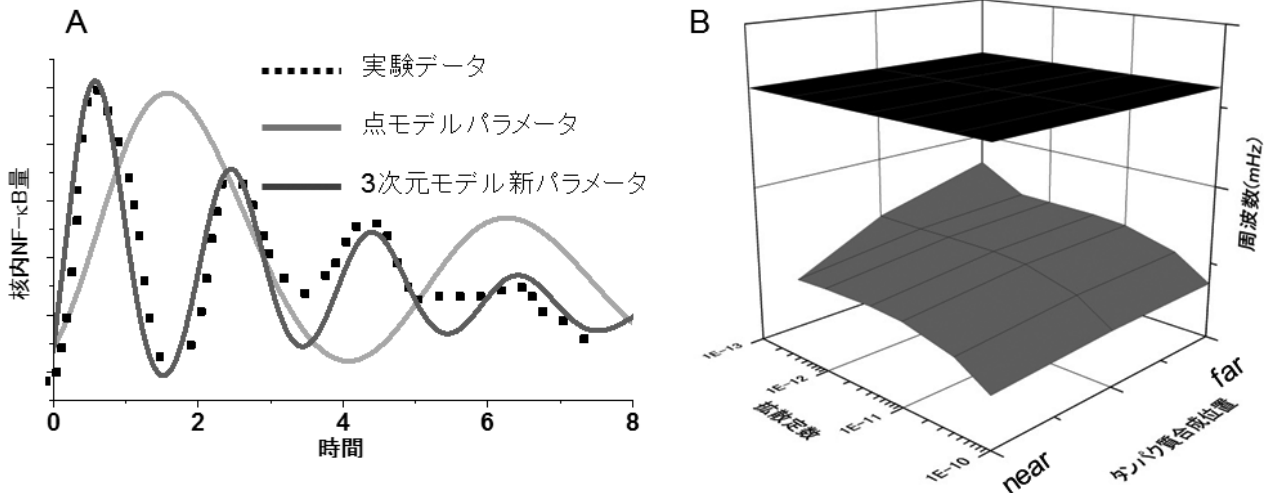 A
実験データ
点モデルパラメータ
3次元モデル新パラメータ
核内NF-κB量
0
2
4
6
8
時間
B
周波数(mHz)
1E-13
1E-12
1E-11
1E-10
拡散定数
near
far
タンパク質合成位置